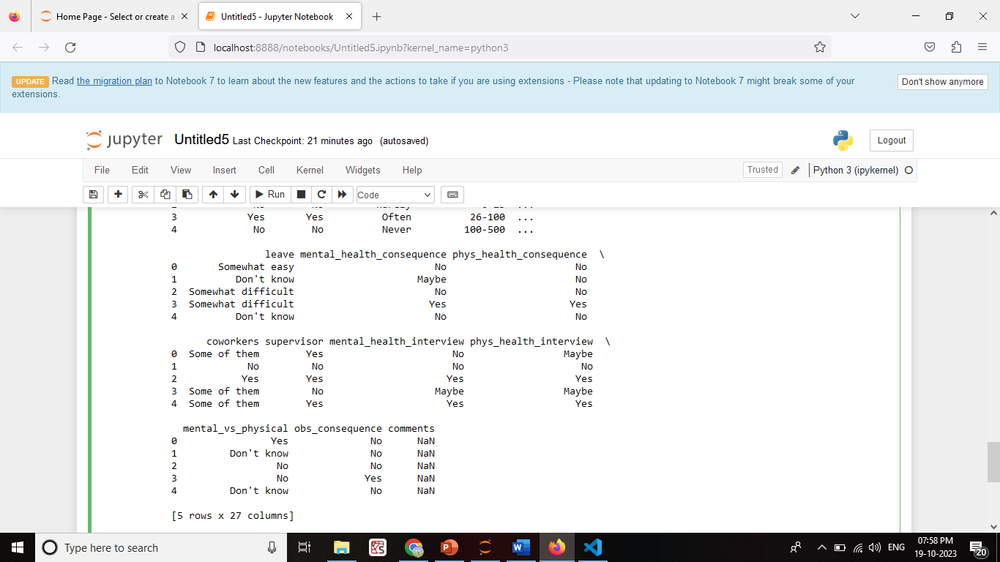 Home Page - Select or create a
Untitled5 - Jupyter Notebook
localhost:8888/notebooks/Untitled5.ipynb?kernel_name=python3
UPDATE Read the migration plan to Notebook 7 to learn about the new features and the actions to take if you are using extensions - Please note that updating to Notebook 7 might break some of your
extensions.
Don't show anymore
jupyter Untitled5 Last Checkpoint: 21 minutes ago (autosaved)
Logout
File Edit View Insert Cell Kernel Widgets Help
Trusted Python 3 (ipykernel)
Run Code
3 Yes Yes Often 26-100 ...
4 No No Never 100-500 ...
leave mental_health_consequence phys_health_consequence \
0 Somewhat easy No No
1 Don't know Maybe No
2 Somewhat difficult No No
3 Somewhat difficult Yes Yes
4 Don't know No No
coworkers supervisor mental_health_interview phys_health_interview \
0 Some of them Yes No Maybe
1 No No No No
2 Yes Yes Yes Yes
3 Some of them No Maybe Maybe
4 Some of them Yes Yes Yes
mental_vs_physical obs_consequence comments
0 Yes No NaN
1 Don't know No NaN
2 No No NaN
3 No Yes NaN
4 Don't know No NaN
[5 rows x 27 columns]
Type here to search
ENG
07:58 PM
19-10-2023
20